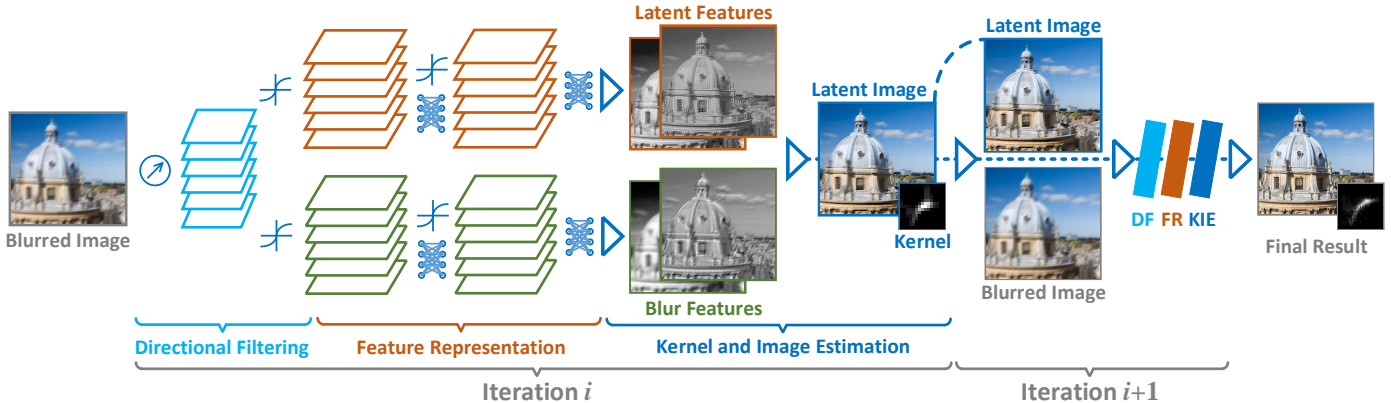 Latent Features
Latent Image
Latent Image
Blurred Image
Kernel
DF FR KIE
Final Result
Blur Features
Blurred Image
Directional Filtering
Feature Representation
Kernel and Image Estimation
Iteration i
Iteration i+1